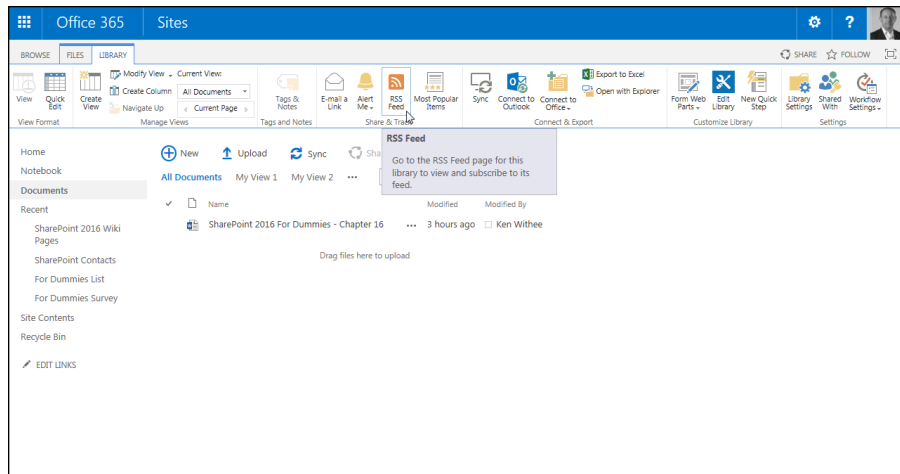 Office 365 Sites ?
BROWSE FILES LIBRARY SHARE FOLLOW
View Quick Edit
View Format
Create View Modify View Create Column Navigate Up Current View: All Documents Current Page
Manage Views
Tags & Notes
Tags and Notes
E-mail a Link Alert Me RSS Feed Most Popular Items
Share & Track
Sync Connect to Outlook Connect to Office Export to Excel Open with Explorer
Connect & Export
Form Web Parts Edit Library New Quick Step
Customize Library
Library Settings Shared With Workflow Settings
Settings
RSS Feed
Go to the RSS Feed page for this
library to view and subscribe to its
feed.
Home
Notebook
Documents
Recent
SharePoint 2016 Wiki
Pages
SharePoint Contacts
For Dummies List
For Dummies Survey
Site Contents
Recycle Bin
EDIT LINKS
New Upload Sync Sha
All Documents My View 1 My View 2 •••
Name Modified Modified By
SharePoint 2016 For Dummies - Chapter 16 ••• 3 hours ago Ken Withee
Drag files here to upload